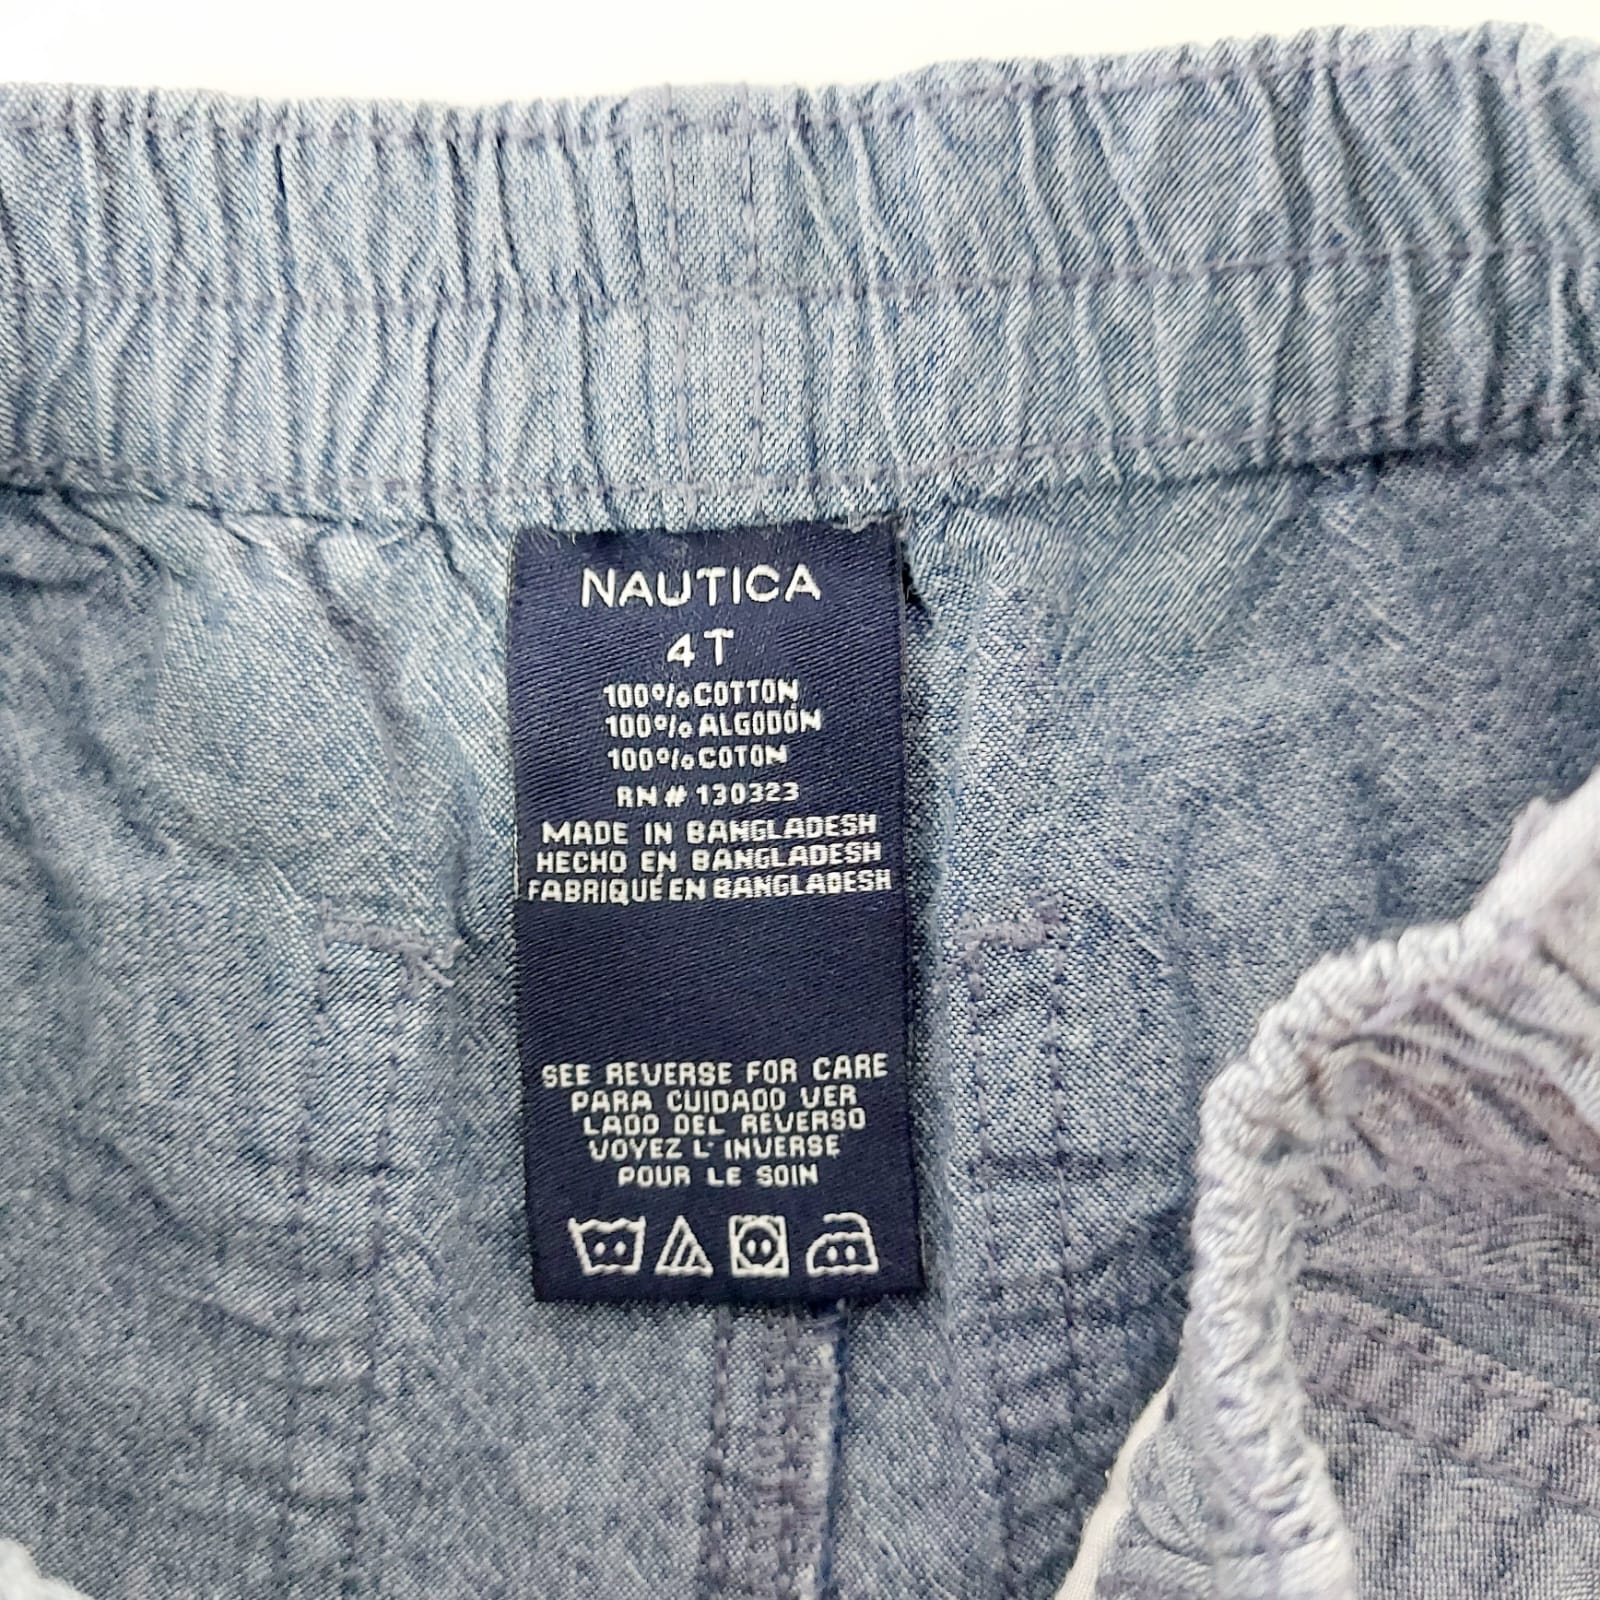 NAUTICA
4T
100% COTTON
100% ALGODÓN
100% COTON
RN # 130323
MADE IN BANGLADESH
HECHO EN BANGLADESH
FABRIQUÉ EN BANGLADESH
SEE REVERSE FOR CARE
PARA CUIDADO VER
LADO DEL REVERSO
VOYEZ L'INVERSE
POUR LE SOIN